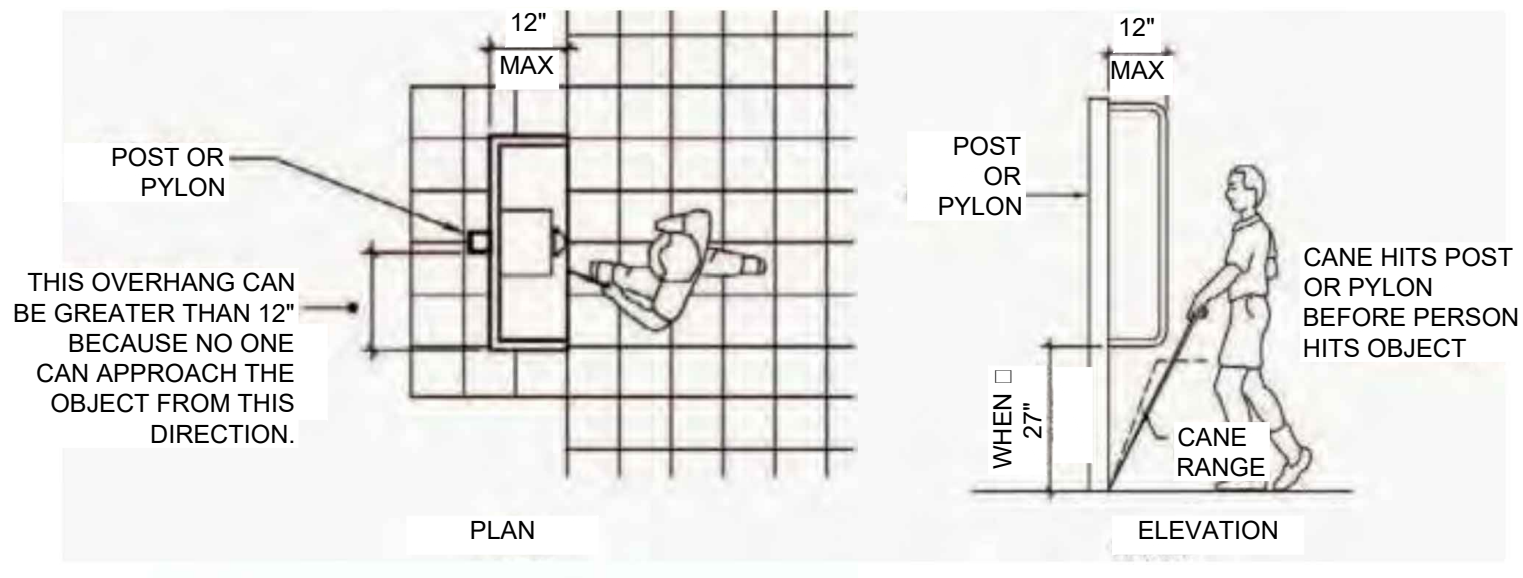 12"
MAX
POST OR
PYLON
THIS OVERHANG CAN
BE GREATER THAN 12"
BECAUSE NO ONE
CAN APPROACH THE
OBJECT FROM THIS
DIRECTION.
PLAN
12"
MAX
POST
OR
PYLON
CANE HITS POST
OR PYLON
BEFORE PERSON
HITS OBJECT
WHEN □
27"
CANE
RANGE
ELEVATION